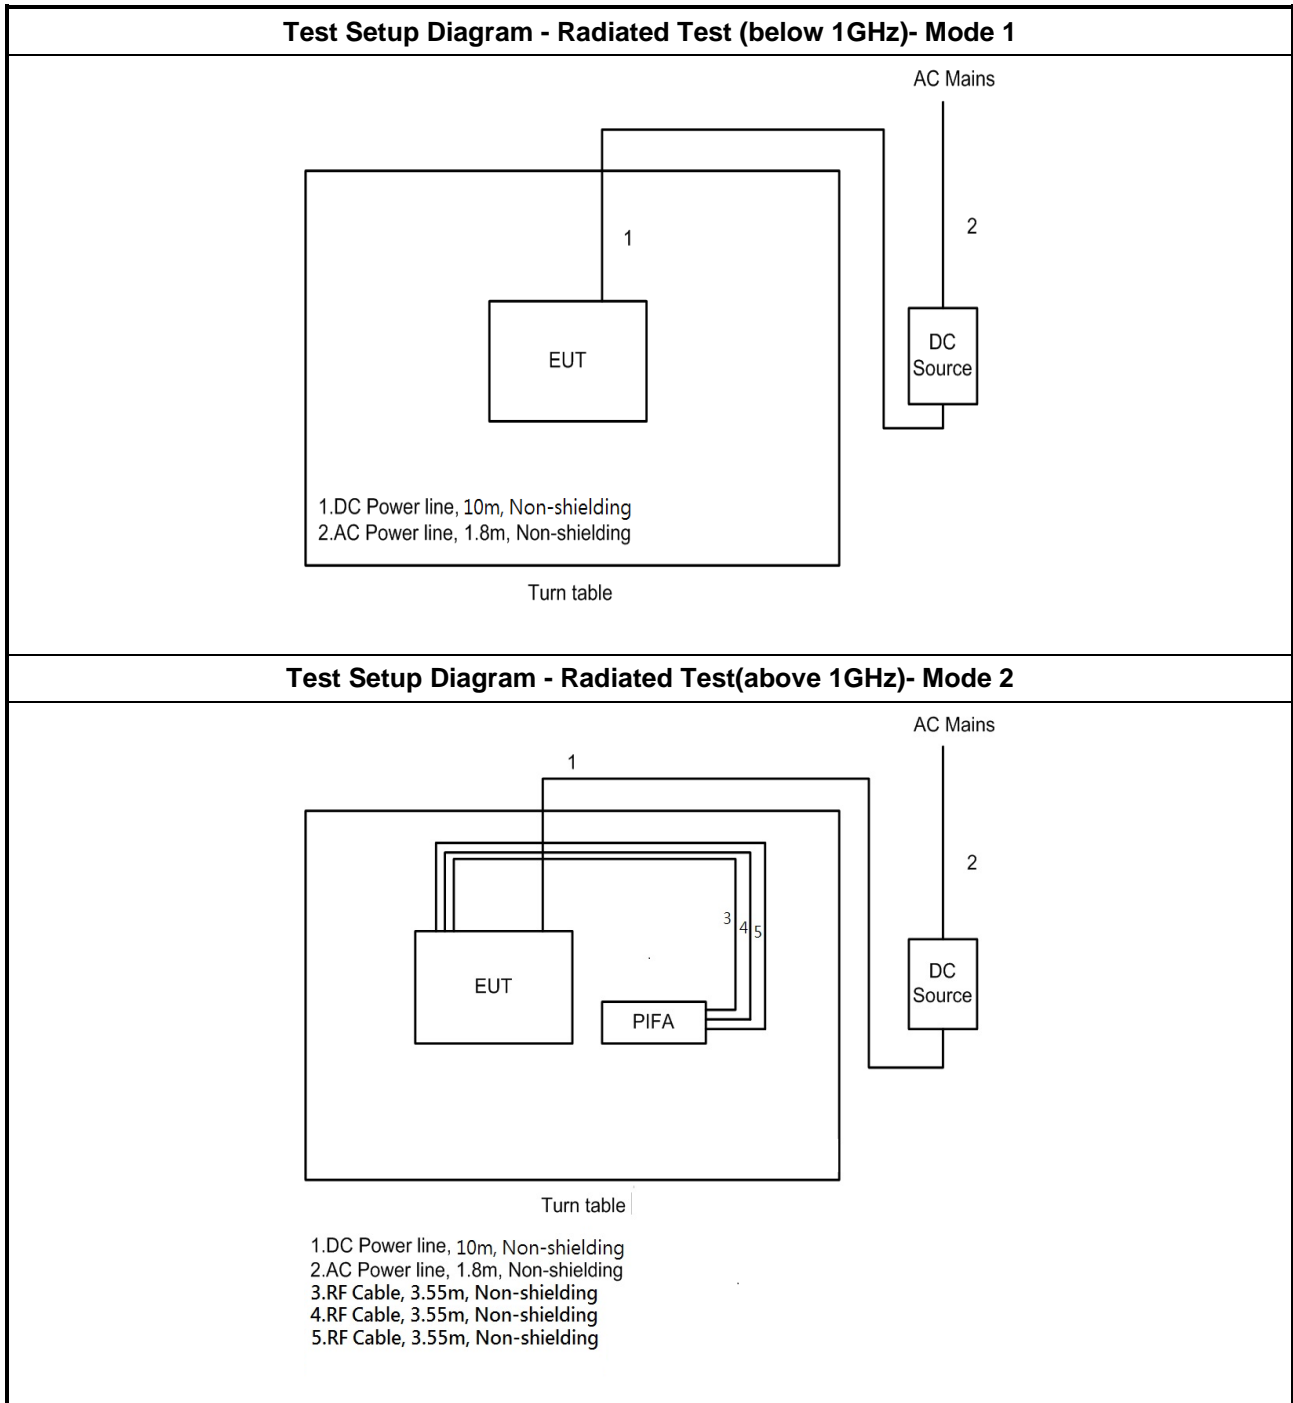 Test Setup Diagram - Radiated Test (below 1GHz)- Mode 1
AC Mains
1
2
DC
Source
EUT
1.DC Power line, 10m, Non-shielding
2.AC Power line, 1.8m, Non-shielding
Turn table
Test Setup Diagram - Radiated Test(above 1GHz)- Mode 2
AC Mains
1
2
3
4
5
EUT
DC
Source
PIFA
Turn table
1.DC Power line, 10m, Non-shielding
2.AC Power line, 1.8m, Non-shielding
3.RF Cable, 3.55m, Non-shielding
4.RF Cable, 3.55m, Non-shielding
5.RF Cable, 3.55m, Non-shielding